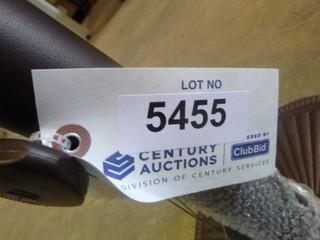 LOT NO
5455
ERED BY
CENTURY
AUCTIONS
ClubBid
DIVISION OF CENTURY SERVICES